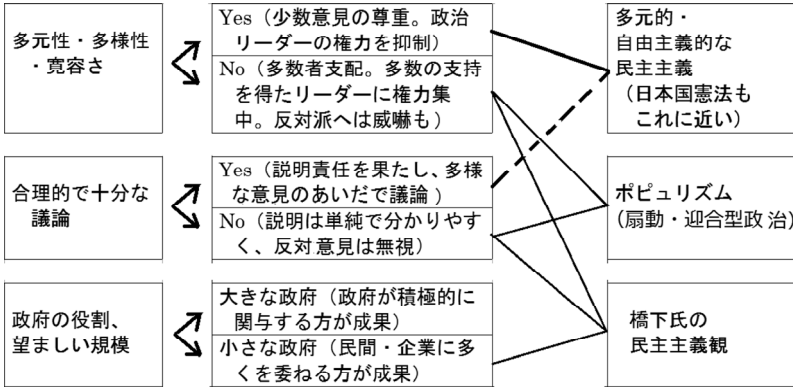 多元性・多様性
・寛容さ
Yes（少数意見の尊重。政治
リーダーの権力を抑制）
No（多数者支配。多数の支持
を得たリーダーに権力集
中。反対派へは威嚇も）
多元的・
自由主義的な
民主主義
（日本国憲法も
これに近い）
合理的で十分な
議論
Yes（説明責任を果たし、多様
な意見のあいだで議論）
No（説明は単純で分かりやす
く、反対意見は無視）
ポピュリズム
（扇動・迎合型政治）
政府の役割、
望ましい規模
大きな政府（政府が積極的に
関与する方が成果）
小さな政府（民間・企業に多
くを委ねる方が成果）
橋下氏の
民主主義観